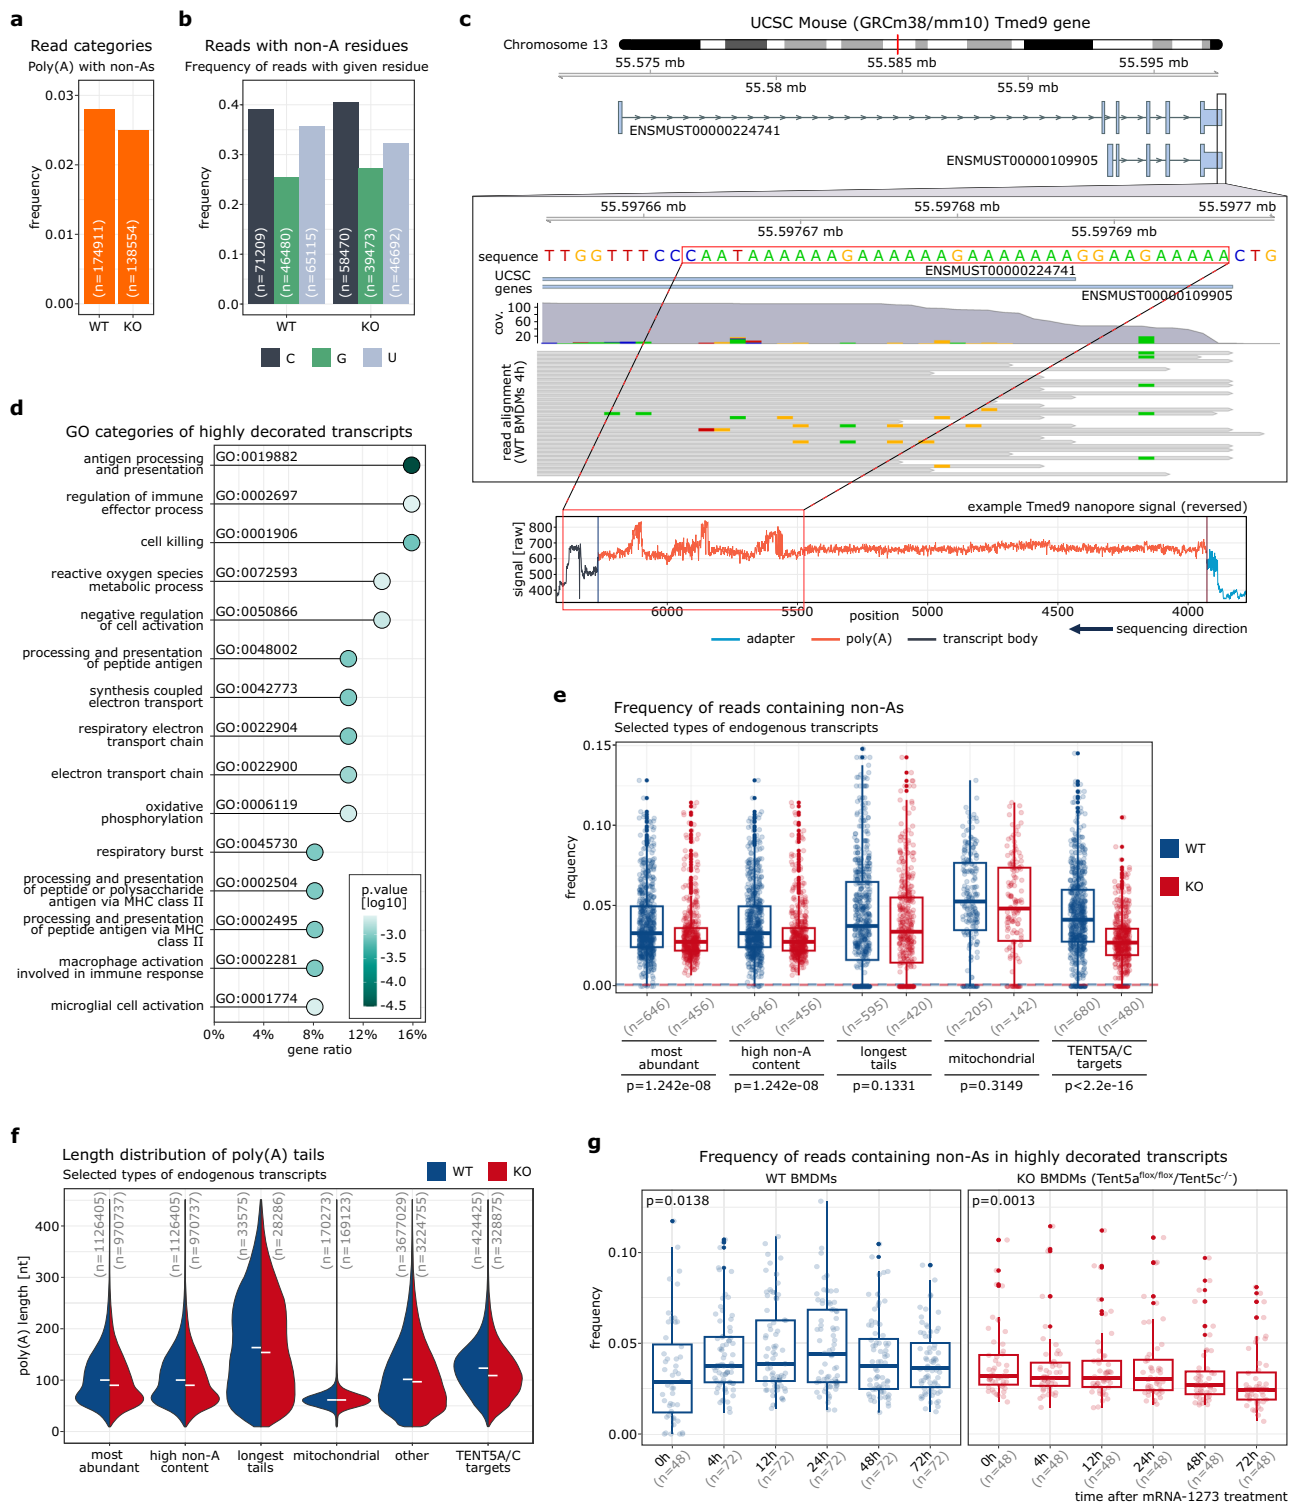 a
Read categories
Poly(A) with non-As
frequency
0.03
0.02
0.01
0.00
(n=174911)
(n=138554)
WT
KO
b
Reads with non-A residues
Frequency of reads with given residue
frequency
0.4
0.3
0.2
0.1
0.0
(n=71209)
(n=46480)
(n=65115)
(n=58470)
(n=39473)
(n=46692)
WT
KO
C
G
U
c
UCSC Mouse (GRCm38/mm10) Tmed9 gene
Chromosome 13
55.575 mb
55.585 mb
55.595 mb
55.58 mb
55.59 mb
ENSMUST00000224741
ENSMUST00000109905
55.59766 mb
55.59768 mb
55.5977 mb
55.59767 mb
55.59769 mb
sequence
T T G G T T T C C C A A T A A A A A A G A A A A A A G A A A A A A A G G A A G A A A A A C T G
UCSC
genes
ENSMUST00000224741
ENSMUST00000109905
cov.
100
60
20
read alignment
(WT BMDMs 4h)
example Tmed9 nanopore signal (reversed)
signal [raw]
800
700
600
500
400
6000
5500
5000
4500
4000
position
adapter
poly(A)
transcript body
sequencing direction
d
GO categories of highly decorated transcripts
antigen processing
and presentation
GO:0019882
regulation of immune
effector process
GO:0002697
cell killing
GO:0001906
reactive oxygen species
metabolic process
GO:0072593
negative regulation
of cell activation
GO:0050866
processing and presentation
of peptide antigen
GO:0048002
synthesis coupled
electron transport
GO:0042773
respiratory electron
transport chain
GO:0022904
electron transport chain
GO:0022900
oxidative
phosphorylation
GO:0006119
respiratory burst
GO:0045730
processing and presentation
of peptide or polysaccharide
antigen via MHC class II
GO:0002504
processing and presentation
of peptide antigen via MHC
class II
GO:0002495
macrophage activation
involved in immune response
GO:0002281
microglial cell activation
GO:0001774
p.value
[log10]
-3.0
-3.5
-4.0
-4.5
0%
4%
8%
12%
16%
gene ratio
e
Frequency of reads containing non-As
Selected types of endogenous transcripts
frequency
0.15
0.10
0.05
0.00
WT
KO
(n=646)
(n=456)
(n=646)
(n=456)
(n=595)
(n=420)
(n=205)
(n=142)
(n=680)
(n=480)
most
abundant
high non-A
content
longest
tails
mitochondrial
TENT5A/C
targets
p=1.242e-08
p=1.242e-08
p=0.1331
p=0.3149
p<2.2e-16
f
Length distribution of poly(A) tails
Selected types of endogenous transcripts
WT
KO
poly(A) length [nt]
400
300
200
100
0
(n=1126405)
(n=970737)
(n=1126405)
(n=970737)
(n=33575)
(n=28286)
(n=170273)
(n=169123)
(n=3677029)
(n=3224755)
(n=424425)
(n=328875)
most
abundant
high non-A
content
longest
tails
mitochondrial
other
TENT5A/C
targets
g
Frequency of reads containing non-As in highly decorated transcripts
WT BMDMs
KO BMDMs (Tent5a^flox/flox/Tent5c^-/-)
p=0.0138
p=0.0013
frequency
0.10
0.05
0.00
0h
(n=48)
4h
(n=72)
12h
(n=72)
24h
(n=72)
48h
(n=72)
72h
(n=72)
0h
(n=48)
4h
(n=48)
12h
(n=48)
24h
(n=48)
48h
(n=48)
72h
(n=48)
time after mRNA-1273 treatment